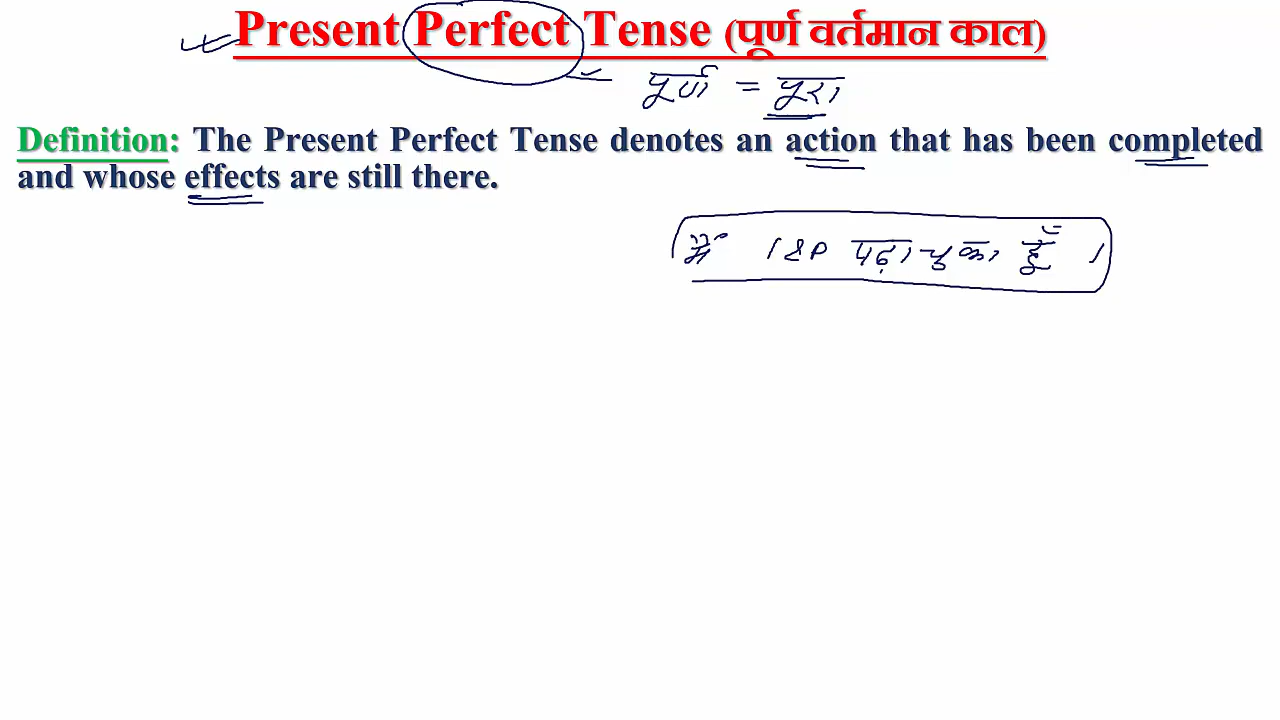 Present Perfect Tense (पूर्ण वर्तमान काल)
पूर्ण = पूरा
Definition: The Present Perfect Tense denotes an action that has been completed
and whose effects are still there.
मैं पढ़ा चुका हूँ ।